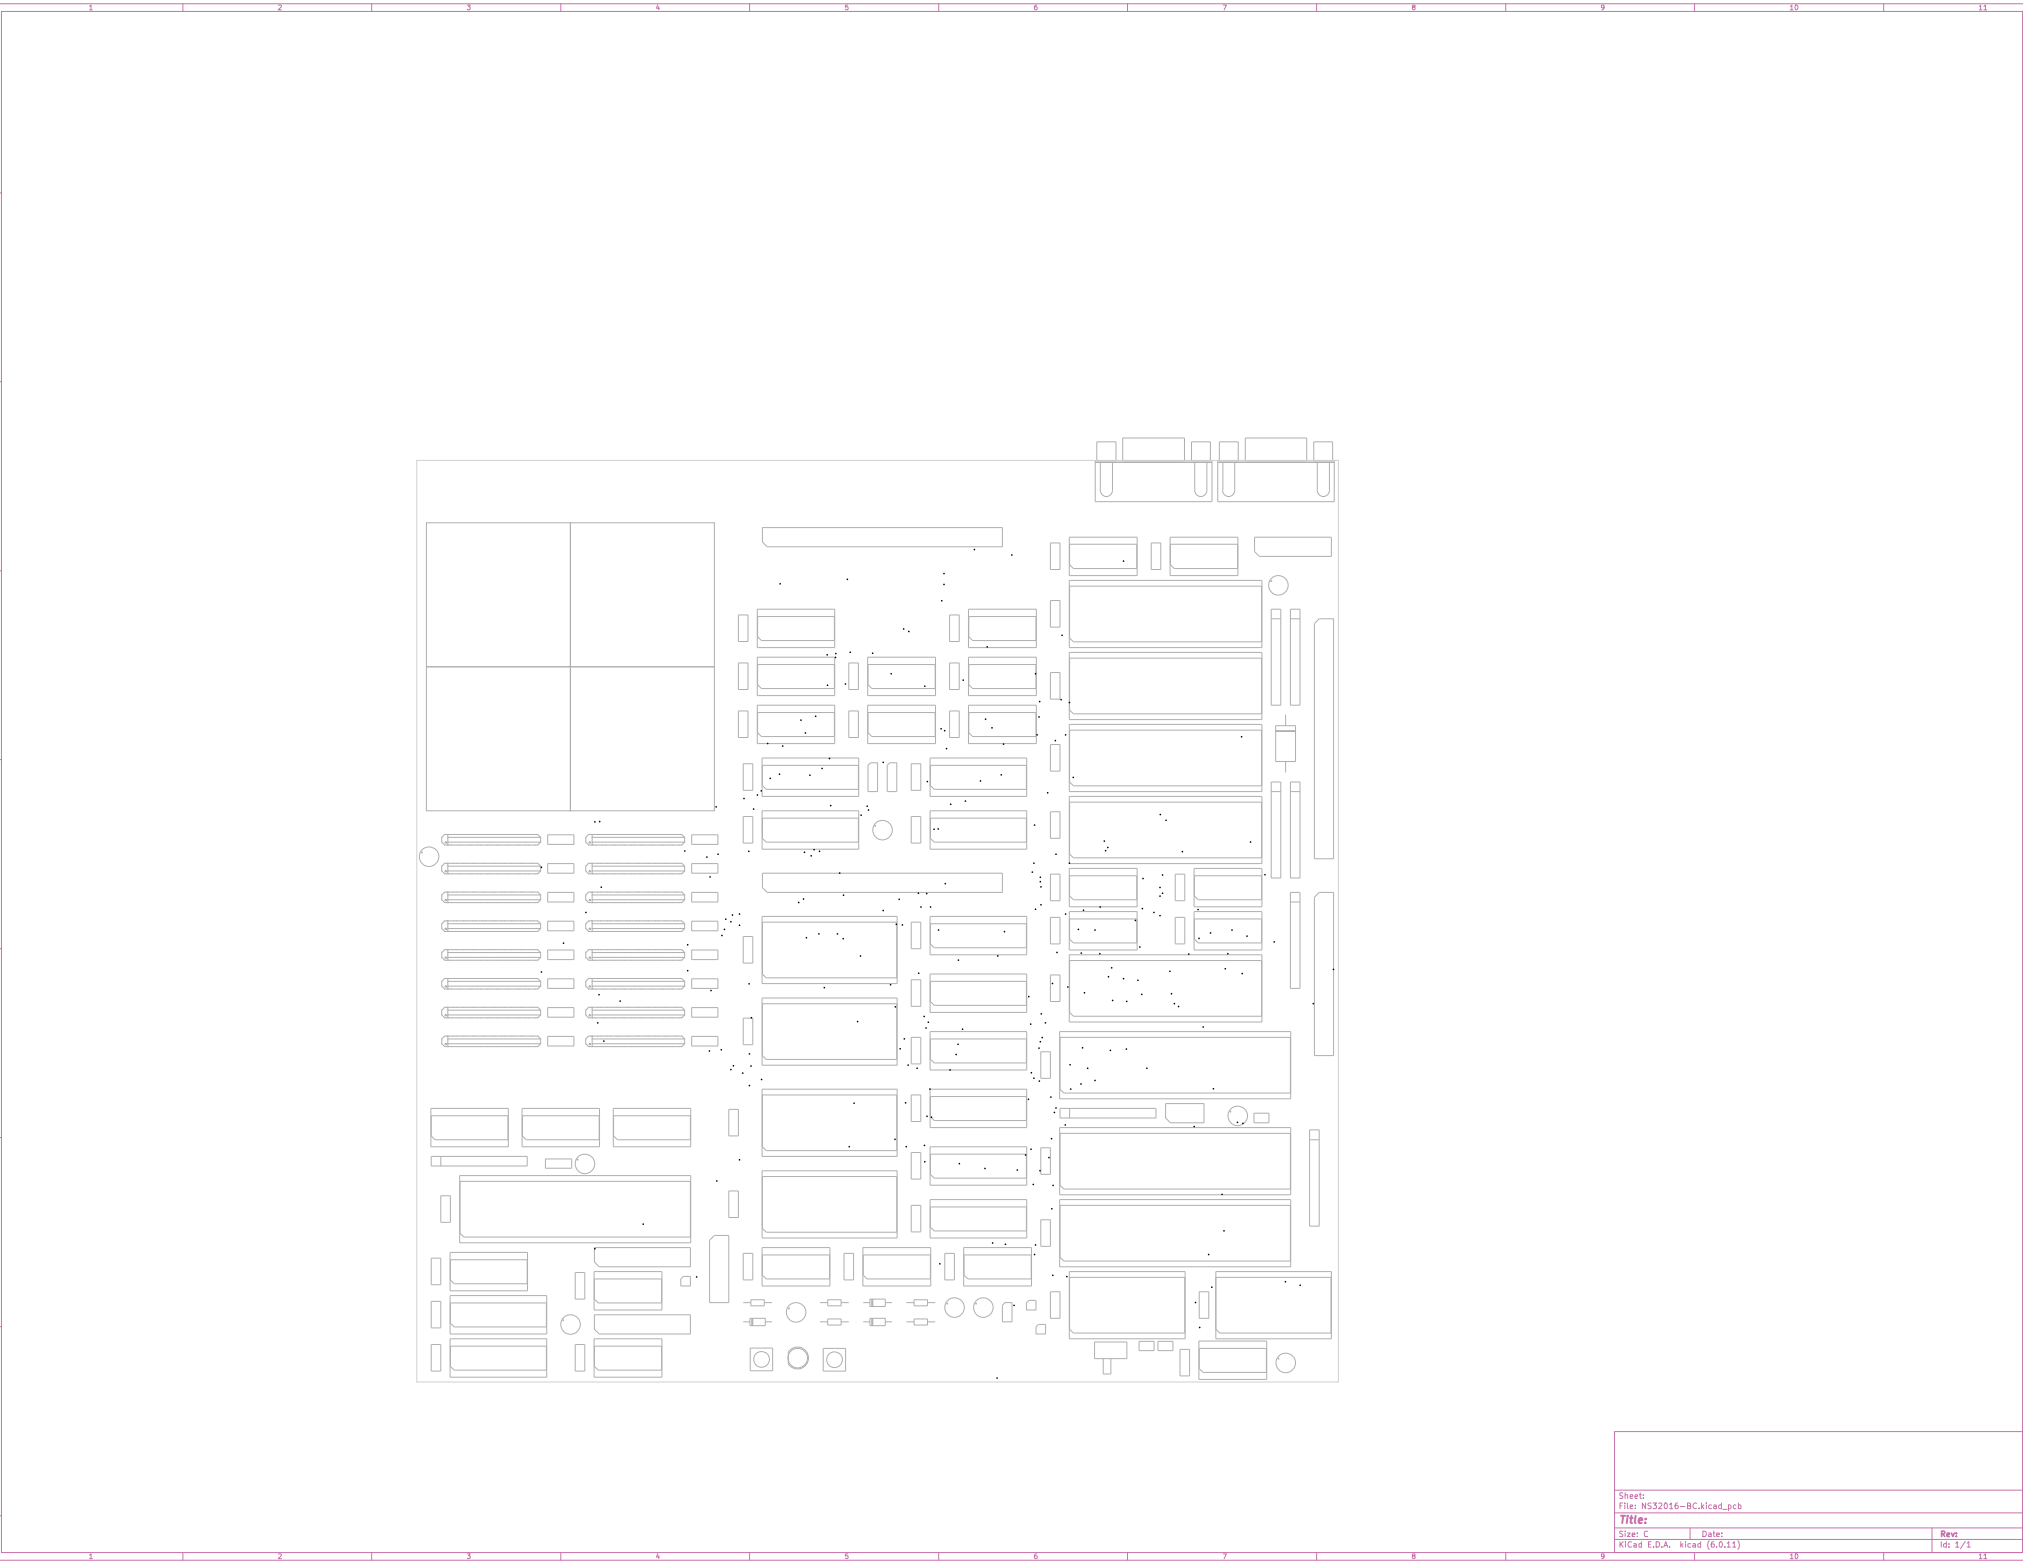 1 2 3 4 5 6 7 8 9 10 11
Sheet:
File: NS32016-BC.kicad_pcb
Title:
Size: C Date: Rev:
KiCad E.D.A. kicad (6.0.11) Id: 1/1
1 2 3 4 5 6 7 8 9 10 11